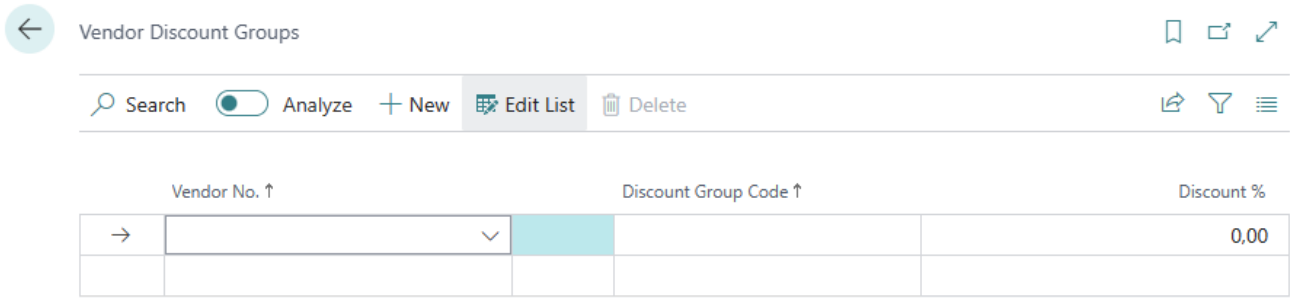 Vendor Discount Groups
Search Analyze New Edit List Delete
Vendor No. ↑ Discount Group Code ↑ Discount %
0,00